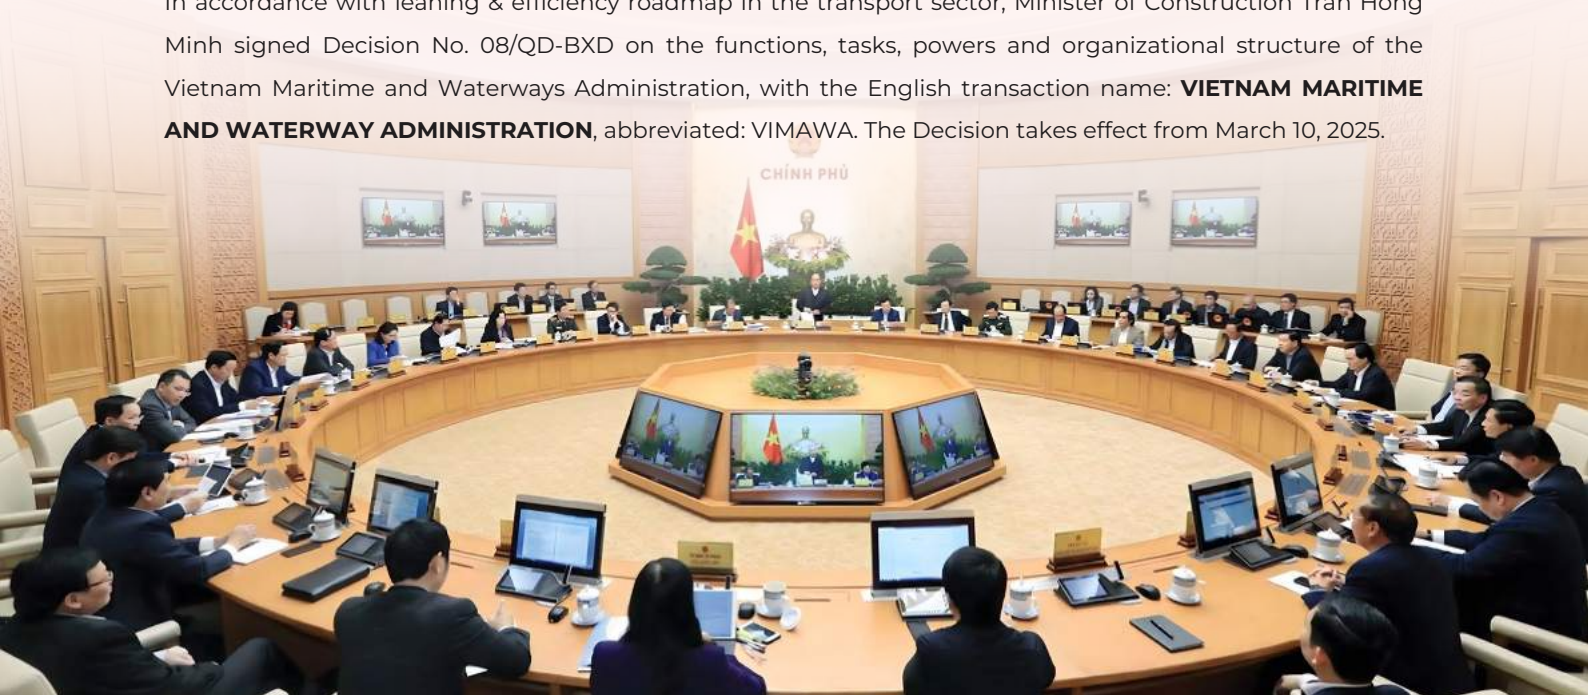 In accordance with leaning & efficiency roadmap in the transport sector, Minister of Construction Tran Hong
Minh signed Decision No. 08/QD-BXD on the functions, tasks, powers and organizational structure of the
Vietnam Maritime and Waterways Administration, with the English transaction name: VIETNAM MARITIME
AND WATERWAY ADMINISTRATION, abbreviated: VIMAWA. The Decision takes effect from March 10, 2025.
CHÍNH PHỦ